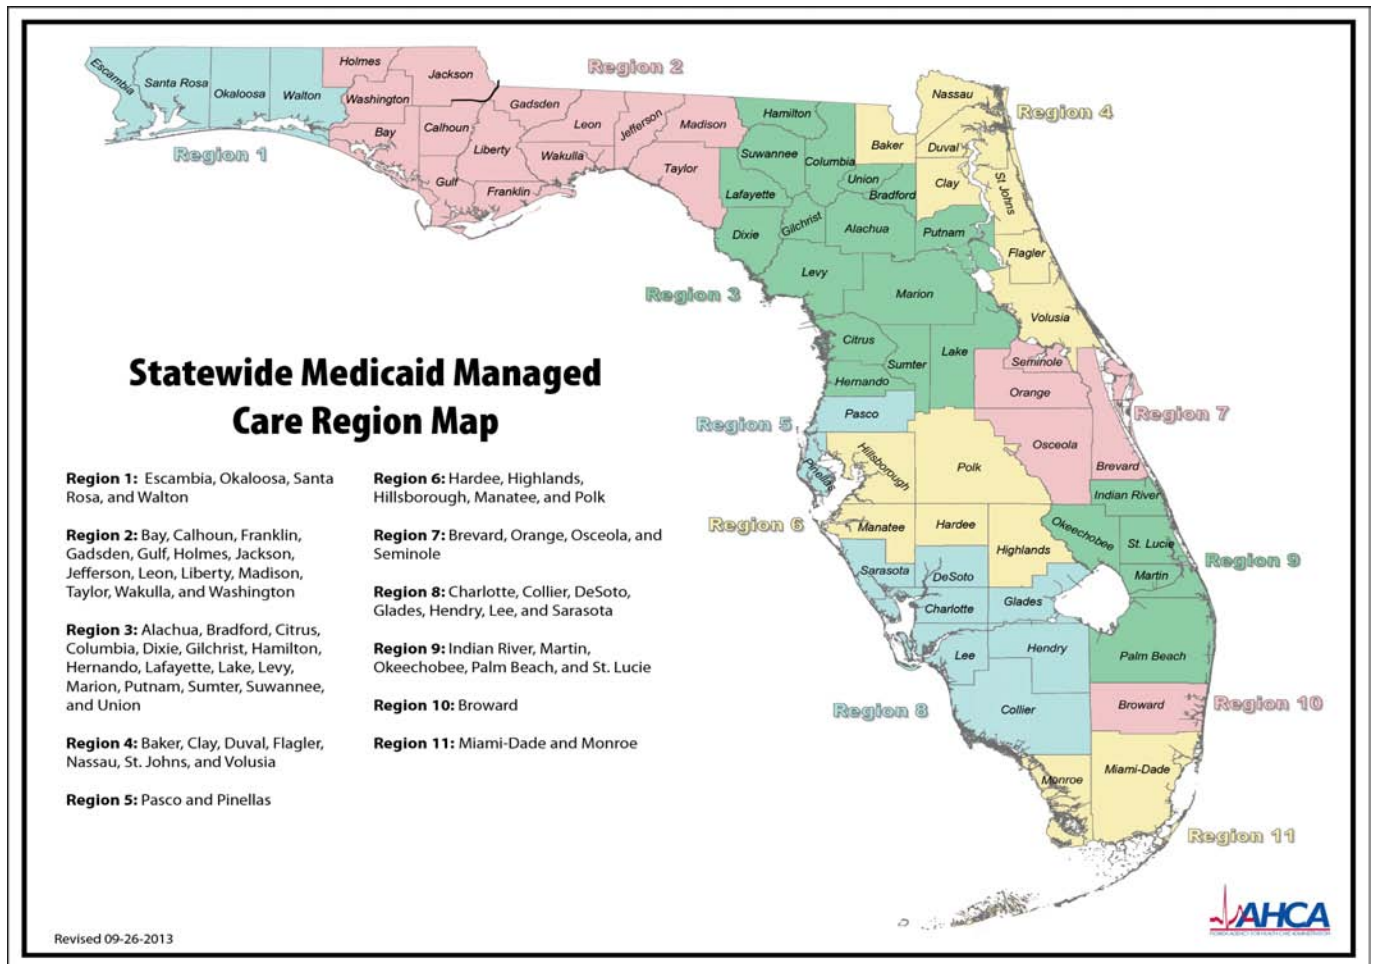 Statewide Medicaid Managed
Care Region Map
Region 1: Escambia, Okaloosa, Santa
Rosa, and Walton
Region 2: Bay, Calhoun, Franklin,
Gadsden, Gulf, Holmes, Jackson,
Jefferson, Leon, Liberty, Madison,
Taylor, Wakulla, and Washington
Region 3: Alachua, Bradford, Citrus,
Columbia, Dixie, Gilchrist, Hamilton,
Hernando, Lafayette, Lake, Levy,
Marion, Putnam, Sumter, Suwannee,
and Union
Region 4: Baker, Clay, Duval, Flagler,
Nassau, St. Johns, and Volusia
Region 5: Pasco and Pinellas
Region 6: Hardee, Highlands,
Hillsborough, Manatee, and Polk
Region 7: Brevard, Orange, Osceola, and
Seminole
Region 8: Charlotte, Collier, DeSoto,
Glades, Hendry, Lee, and Sarasota
Region 9: Indian River, Martin,
Okeechobee, Palm Beach, and St. Lucie
Region 10: Broward
Region 11: Miami-Dade and Monroe
Region 1
Escambia
Santa Rosa
Okaloosa
Walton
Region 2
Holmes
Jackson
Washington
Bay
Calhoun
Gulf
Liberty
Franklin
Gadsden
Leon
Wakulla
Jefferson
Madison
Taylor
Region 3
Hamilton
Suwannee
Columbia
Lafayette
Union
Bradford
Dixie
Gilchrist
Alachua
Putnam
Levy
Marion
Citrus
Sumter
Lake
Hernando
Region 4
Nassau
Baker
Duval
Clay
St Johns
Flagler
Volusia
Region 5
Pasco
Pinellas
Region 6
Hillsborough
Polk
Manatee
Hardee
Highlands
Region 7
Seminole
Orange
Osceola
Brevard
Region 8
Sarasota
DeSoto
Charlotte
Glades
Lee
Hendry
Collier
Region 9
Indian River
Okeechobee
St. Lucie
Martin
Palm Beach
Region 10
Broward
Region 11
Monroe
Miami-Dade
AHCA
Revised 09-26-2013